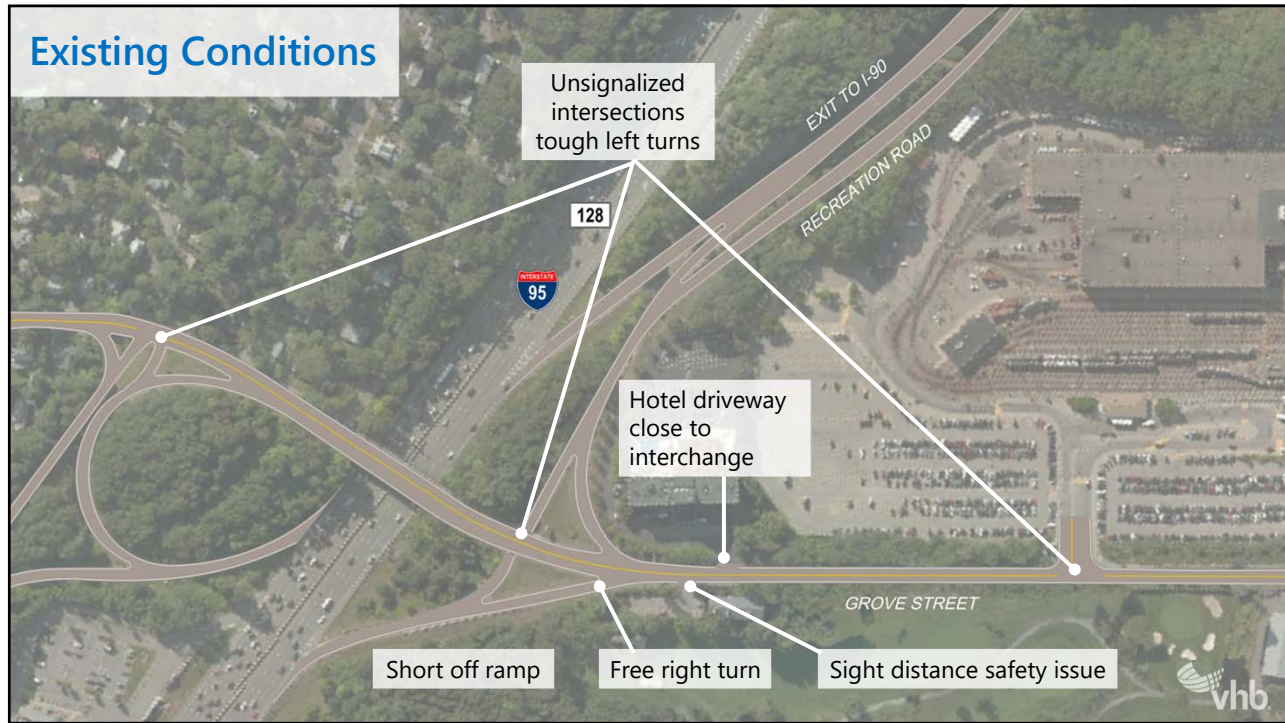 Existing Conditions
Unsignalized
intersections
tough left turns
EXIT TO I-90
RECREATION ROAD
128
INTERSTATE
95
Hotel driveway
close to
interchange
GROVE STREET
Short off ramp
Free right turn
Sight distance safety issue
vhb